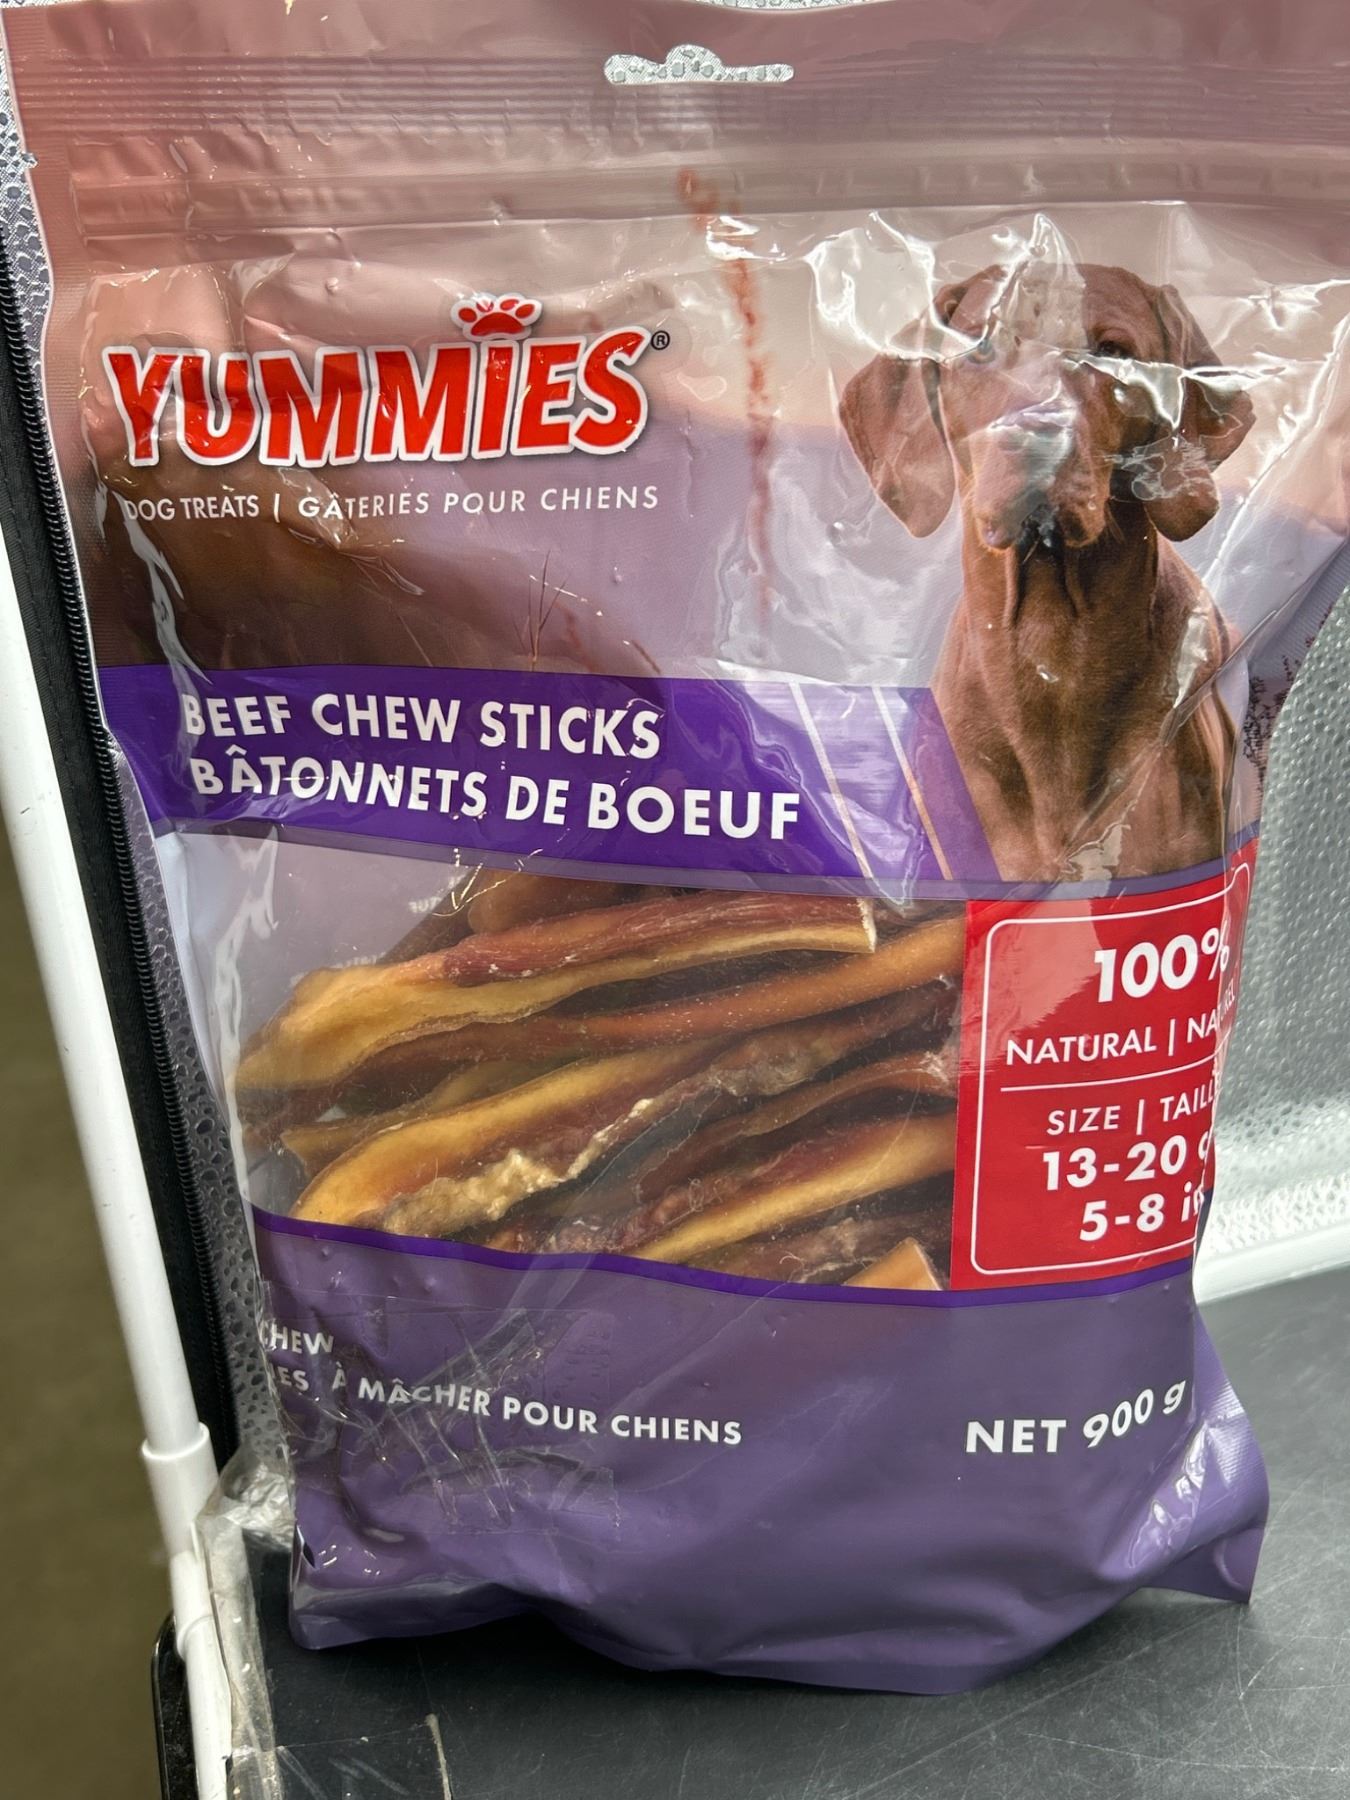 YUMMIES®
DOG TREATS | GÂTERIES POUR CHIENS
BEEF CHEW STICKS
BÂTONNETS DE BOEUF
100%
NATURAL |
SIZE |
13-20
5-8
CHEW
À MÂCHER POUR CHIENS
NET 900 g